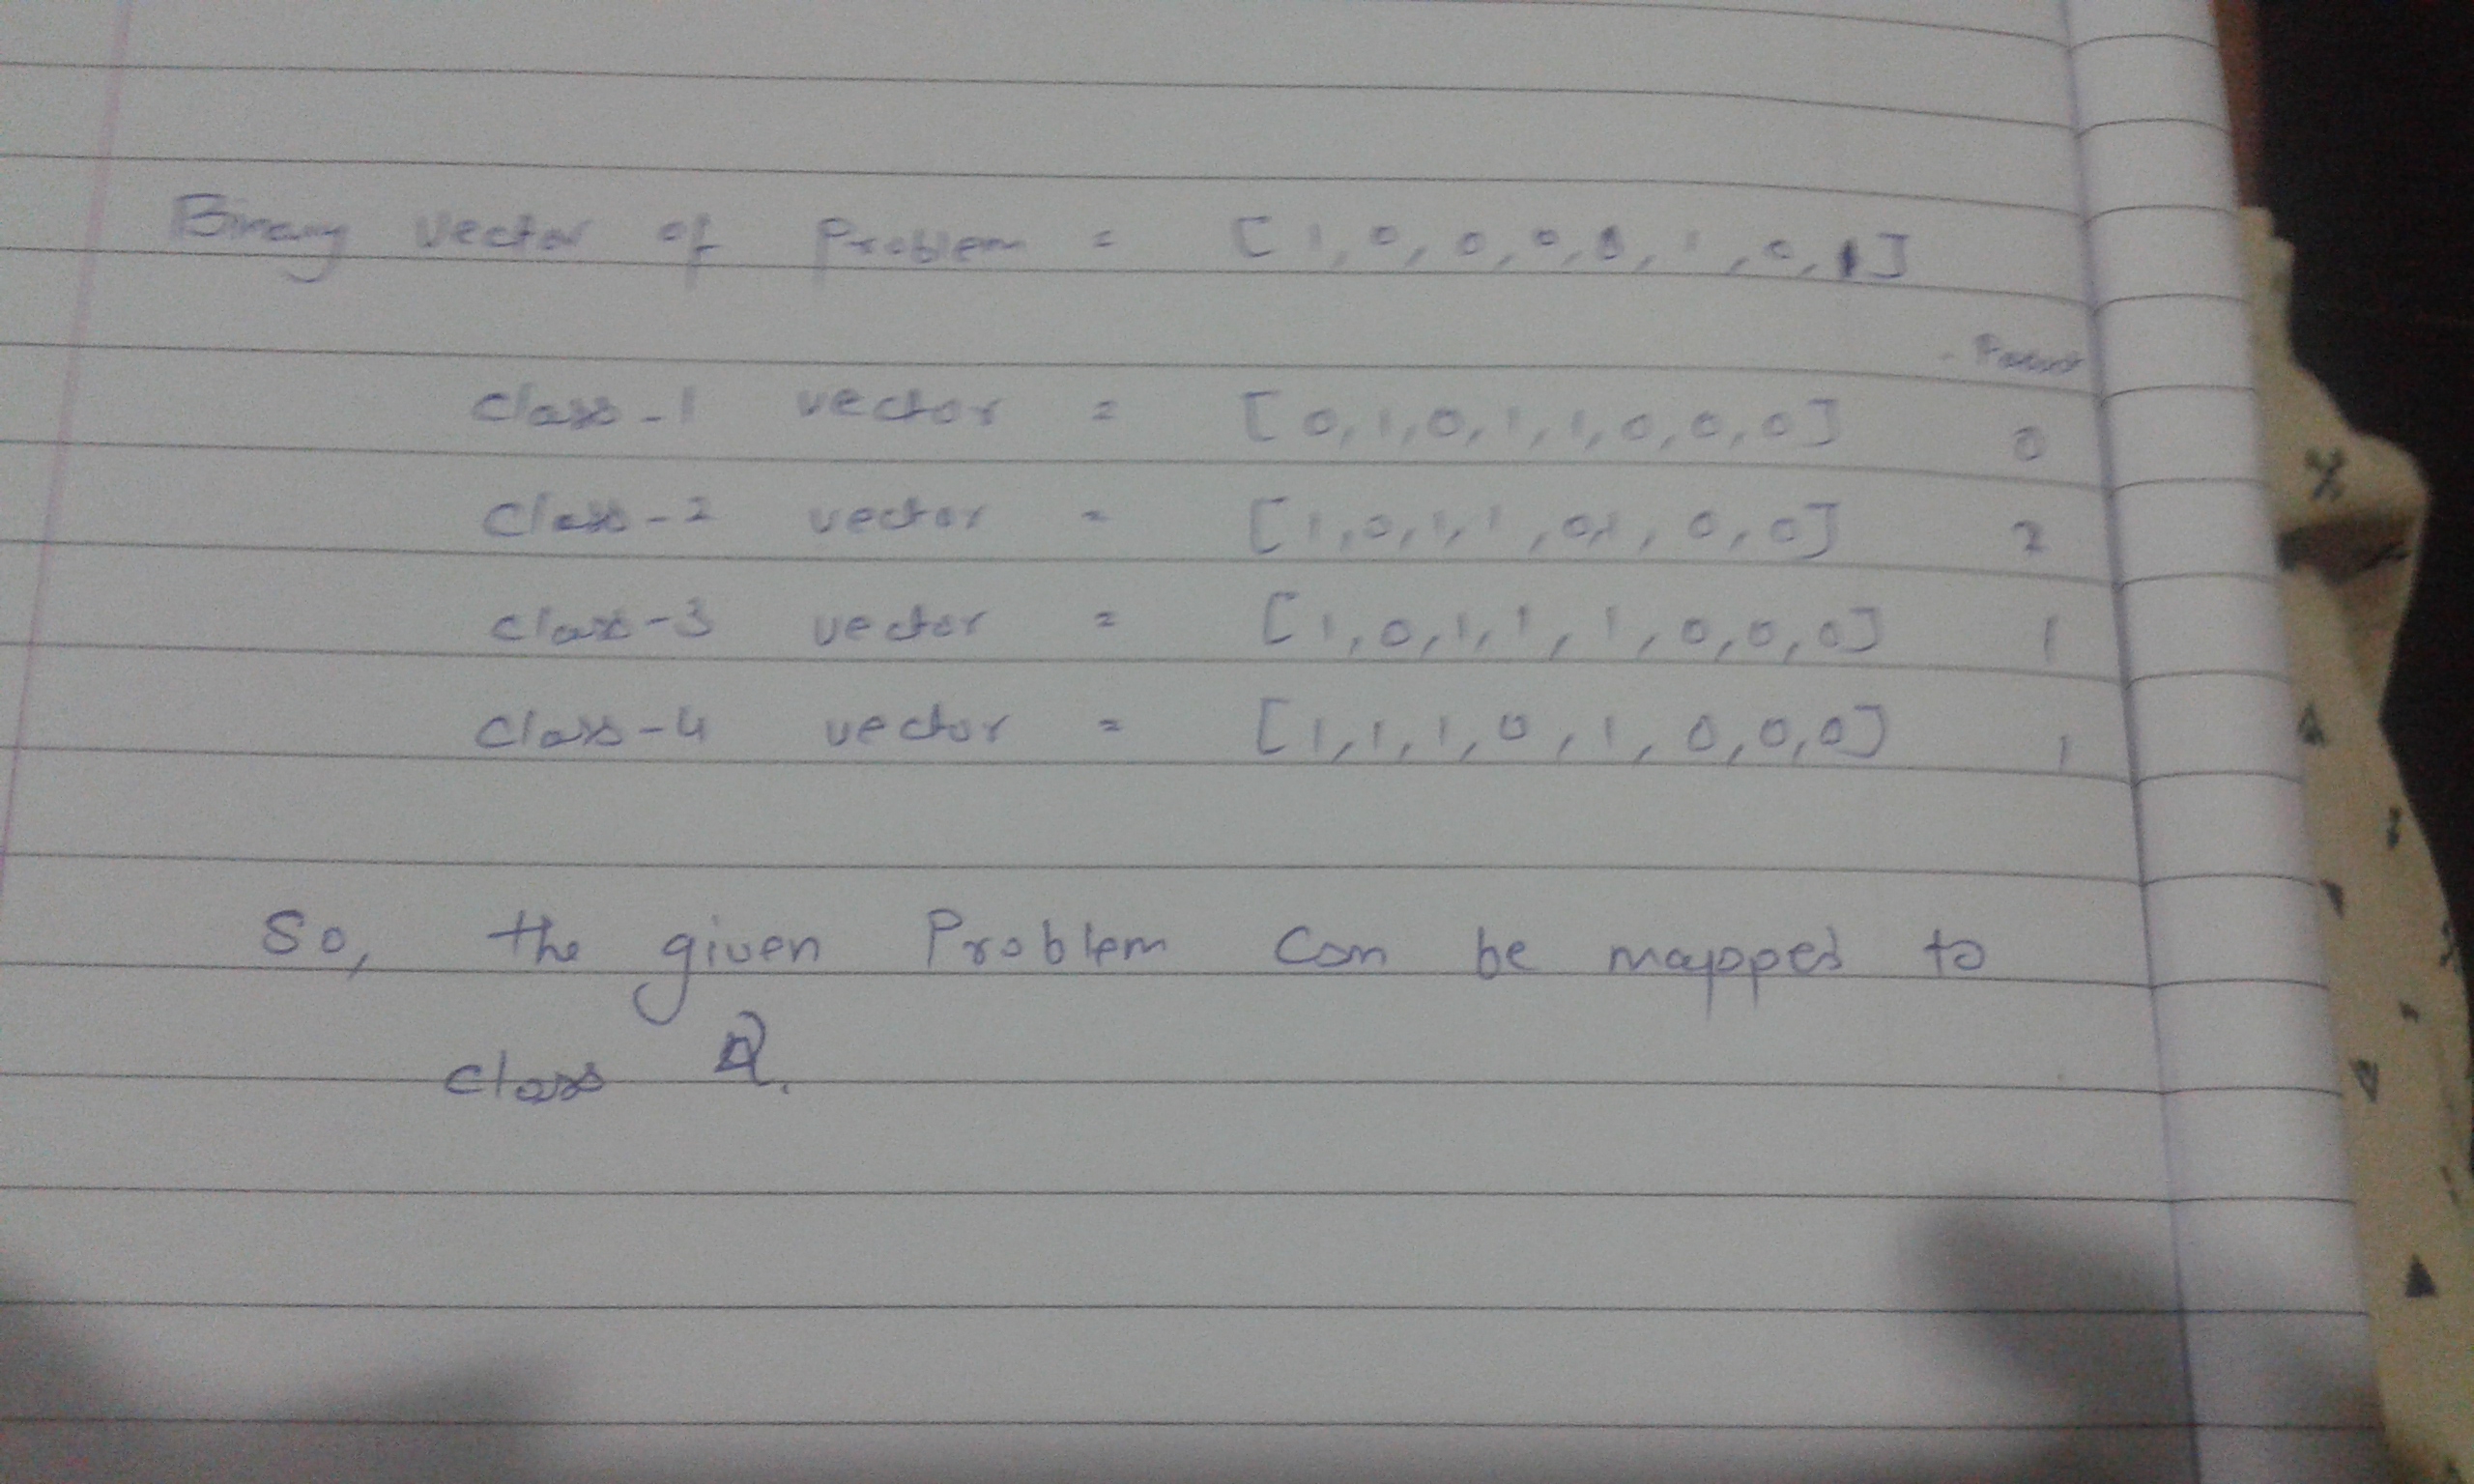 Binary vector of Problem = [1,0,0,0,0,1,0,1]
class-1 vector = [0,1,0,1,1,0,0,0] 0
class-2 vector = [1,0,1,1,0,1,0,0] 2
class-3 vector = [1,0,1,1,1,0,0,0] 1
class-4 vector = [1,1,1,0,1,0,0,0] 1
So, the given Problem can be mapped to
class 2.